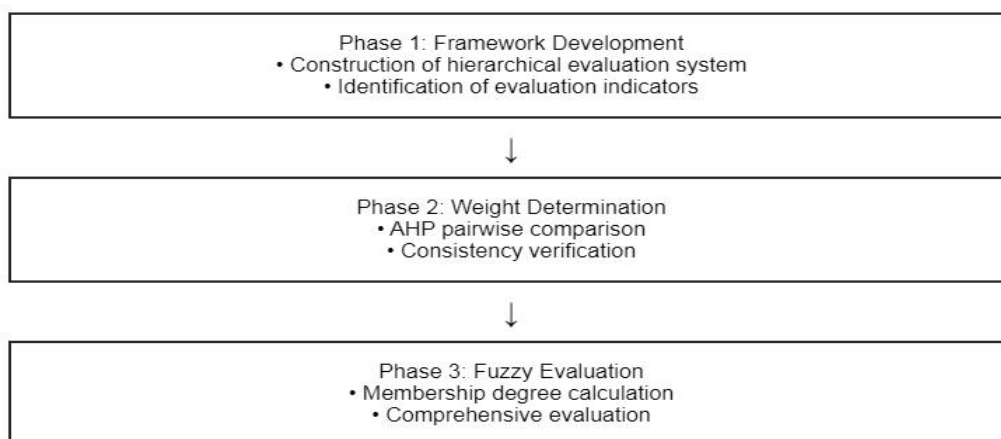 Phase 1: Framework Development
• Construction of hierarchical evaluation system
• Identification of evaluation indicators
↓
Phase 2: Weight Determination
• AHP pairwise comparison
• Consistency verification
↓
Phase 3: Fuzzy Evaluation
• Membership degree calculation
• Comprehensive evaluation